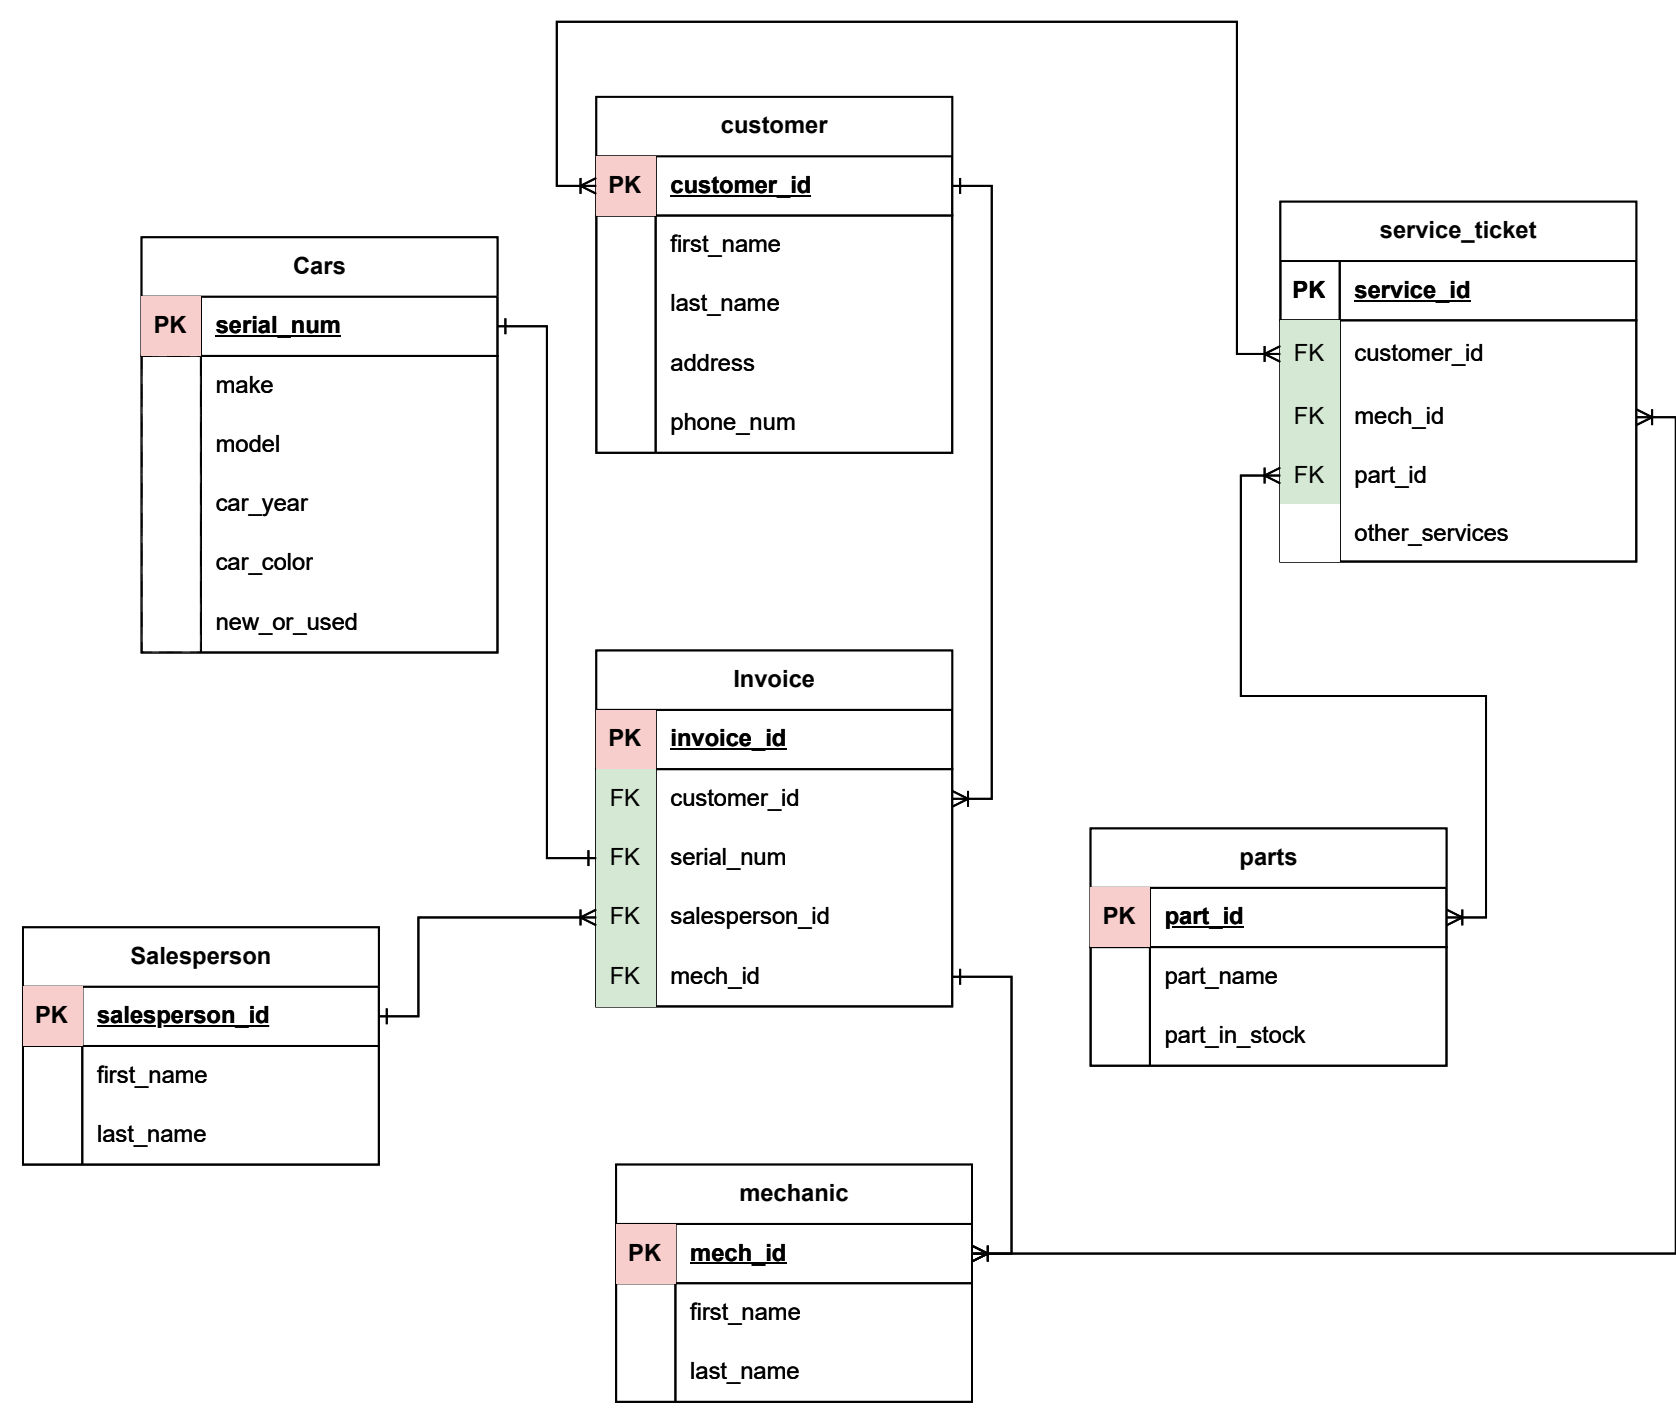 customer
PK customer_id
first_name
last_name
address
phone_num
service_ticket
PK service_id
FK customer_id
FK mech_id
FK part_id
other_services
Cars
PK serial_num
make
model
car_year
car_color
new_or_used
Invoice
PK invoice_id
FK customer_id
FK serial_num
FK salesperson_id
FK mech_id
parts
PK part_id
part_name
part_in_stock
Salesperson
PK salesperson_id
first_name
last_name
mechanic
PK mech_id
first_name
last_name